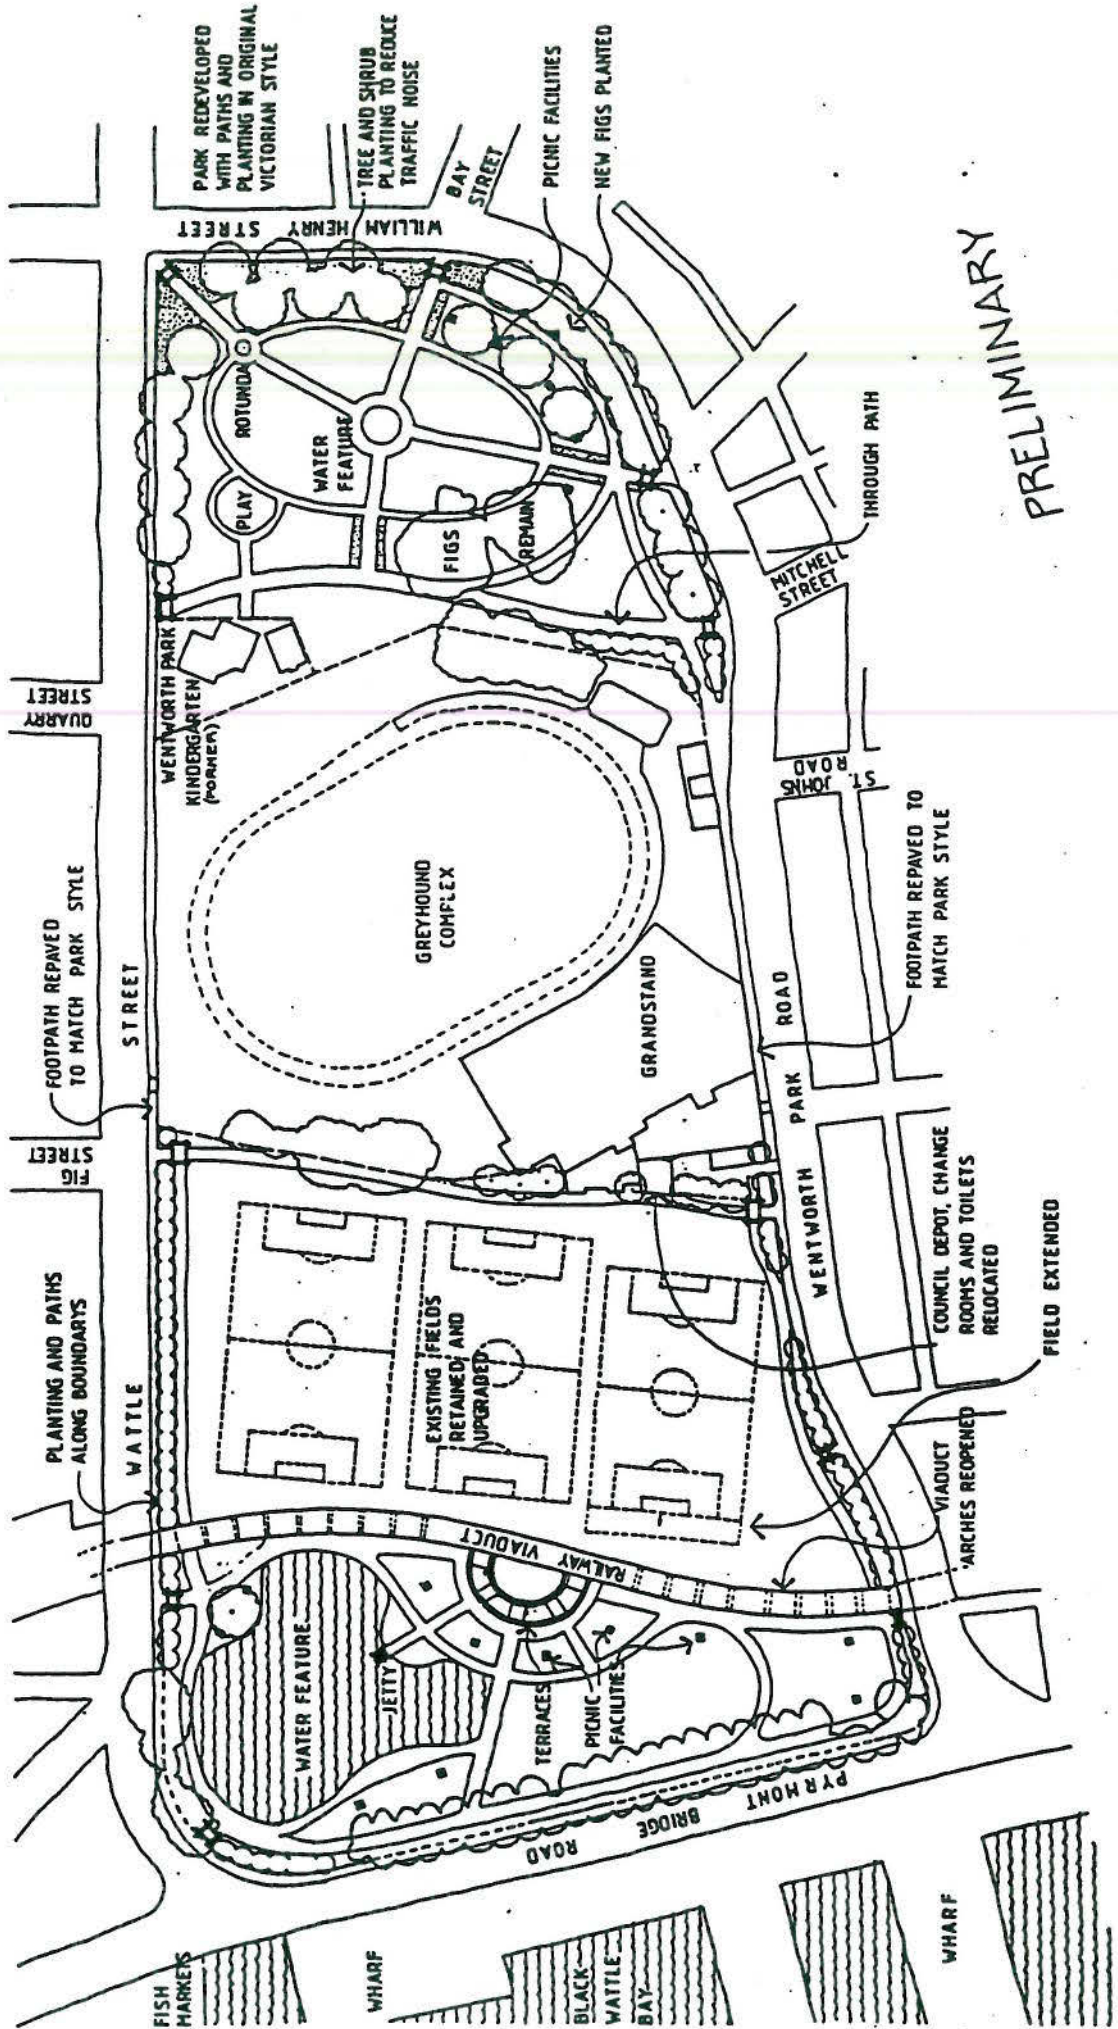 FISH
MARKETS
WHARF
BLACK
WATTLE
BAY
WHARF
PYRMONT
BRIDGE
ROAD
PLANTING AND PATHS
ALONG BOUNDARYS
WATTLE
STREET
FIG
STREET
FOOTPATH REPAVED
TO MATCH PARK STYLE
QUARRY
STREET
WATER FEATURE
JETTY
TERRACES
PICNIC
FACILITIES
RAILWAY VIADUCT
EXISTING FIELDS
RETAINED AND
UPGRADED
GREYHOUND
COMPLEX
GRANDSTAND
WENTWORTH PARK
KINDERGARTEN
(FORMER)
PLAY
ROTUNDA
WATER
FEATURE
FIGS
REMAIN
WILLIAM HENRY STREET
PARK REDEVELOPED
WITH PATHS AND
PLANTING IN ORIGINAL
VICTORIAN STYLE
TREE AND SHRUB
PLANTING TO REDUCE
TRAFFIC NOISE
BAY
STREET
PICNIC FACILITIES
NEW FIGS PLANTED
THROUGH PATH
MITCHELL
STREET
ST. JOHNS
ROAD
WENTWORTH PARK ROAD
FOOTPATH REPAVED TO
MATCH PARK STYLE
COUNCIL DEPOT, CHANGE
ROOMS AND TOILETS
RELOCATED
FIELD EXTENDED
VIADUCT
ARCHES REOPENED
PRELIMINARY